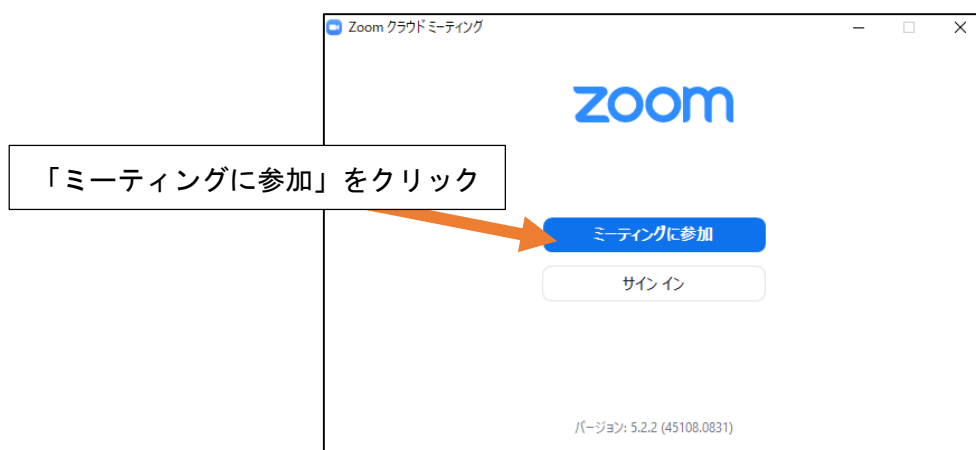 Zoom クラウド ミーティング
zoom
「ミーティングに参加」をクリック
ミーティングに参加
サイン イン
バージョン: 5.2.2 (45108.0831)